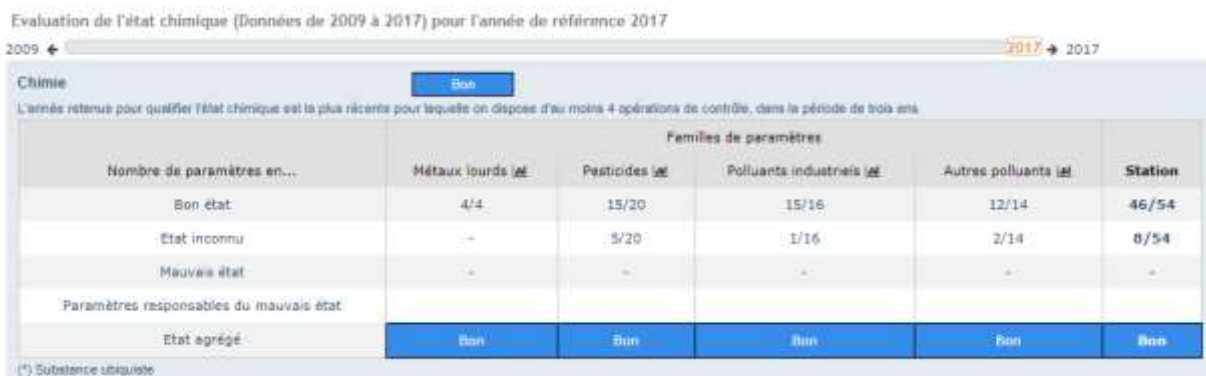 Evaluation de l'état chimique (Données de 2009 à 2017) pour l'année de référence 2017
2009 ← 2017 → 2017
Chimie Bon
L'année retenue pour qualifier l'état chimique est la plus récente pour laquelle on dispose d'au moins 4 opérations de contrôle, dans la période de trois ans
Familles de paramètres
Nombre de paramètres en... Métaux lourds Pesticides Polluants industriels Autres polluants Station
Bon état 4/4 15/20 15/16 12/14 46/54
Etat inconnu - 5/20 1/16 2/14 8/54
Mauvais état - - - - -
Paramètres responsables du mauvais état
Etat agrégé Bon Bon Bon Bon Bon
(*) Substance ubiquiste